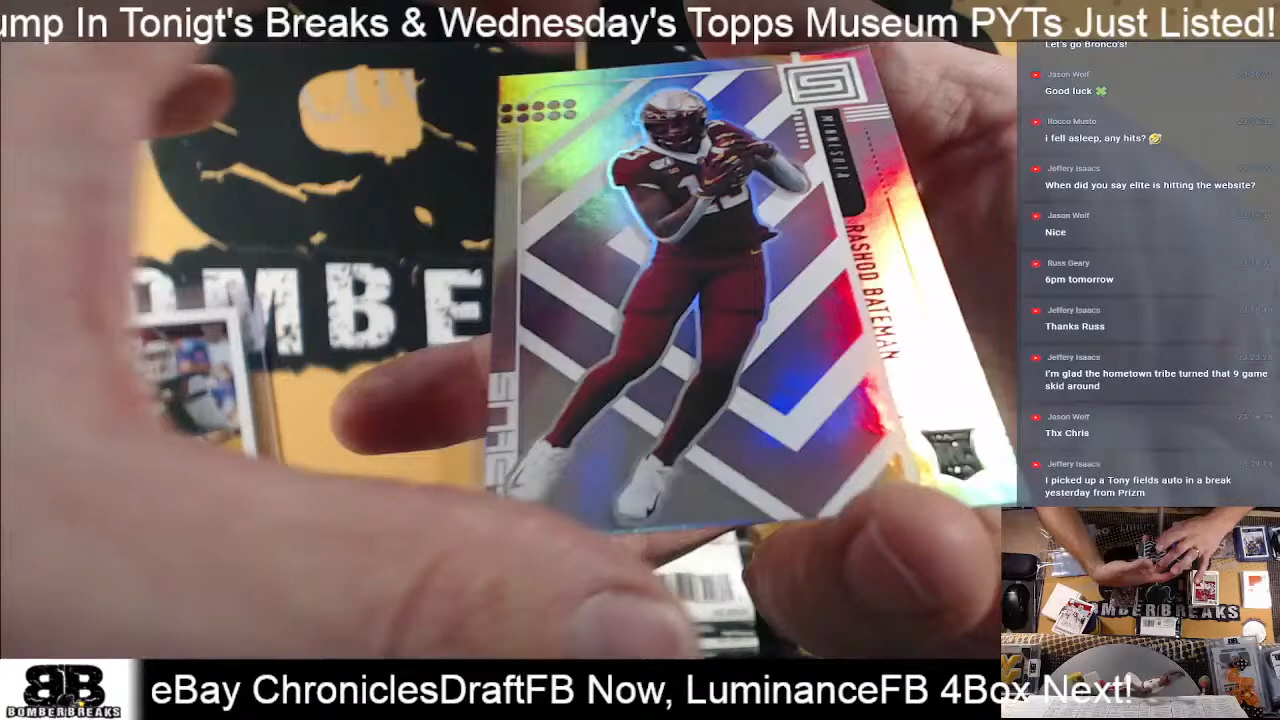 ump In Tonigt's Breaks & Wednesday's Topps Museum PYTs Just Listed!
Let's go Bronco's!
Jason Wolf
Good luck
Rocco Musto
i fell asleep, any hits?
Jeffery Isaacs
When did you say elite is hitting the website?
Jason Wolf
Nice
Russ Geary
6pm tomorrow
Jeffery Isaacs
Thanks Russ
Jeffery Isaacs
I'm glad the hometown tribe turned that 9 game
skid around
Jason Wolf
Thx Chris
Jeffery Isaacs
I picked up a Tony fields auto in a break
yesterday from Prizm
MINNESOTA
RASHOD BATEMAN
OMBE
BOMBERBREAKS
BB
BOMBERBREAKS
eBay ChroniclesDraftFB Now, LuminanceFB 4Box Next!